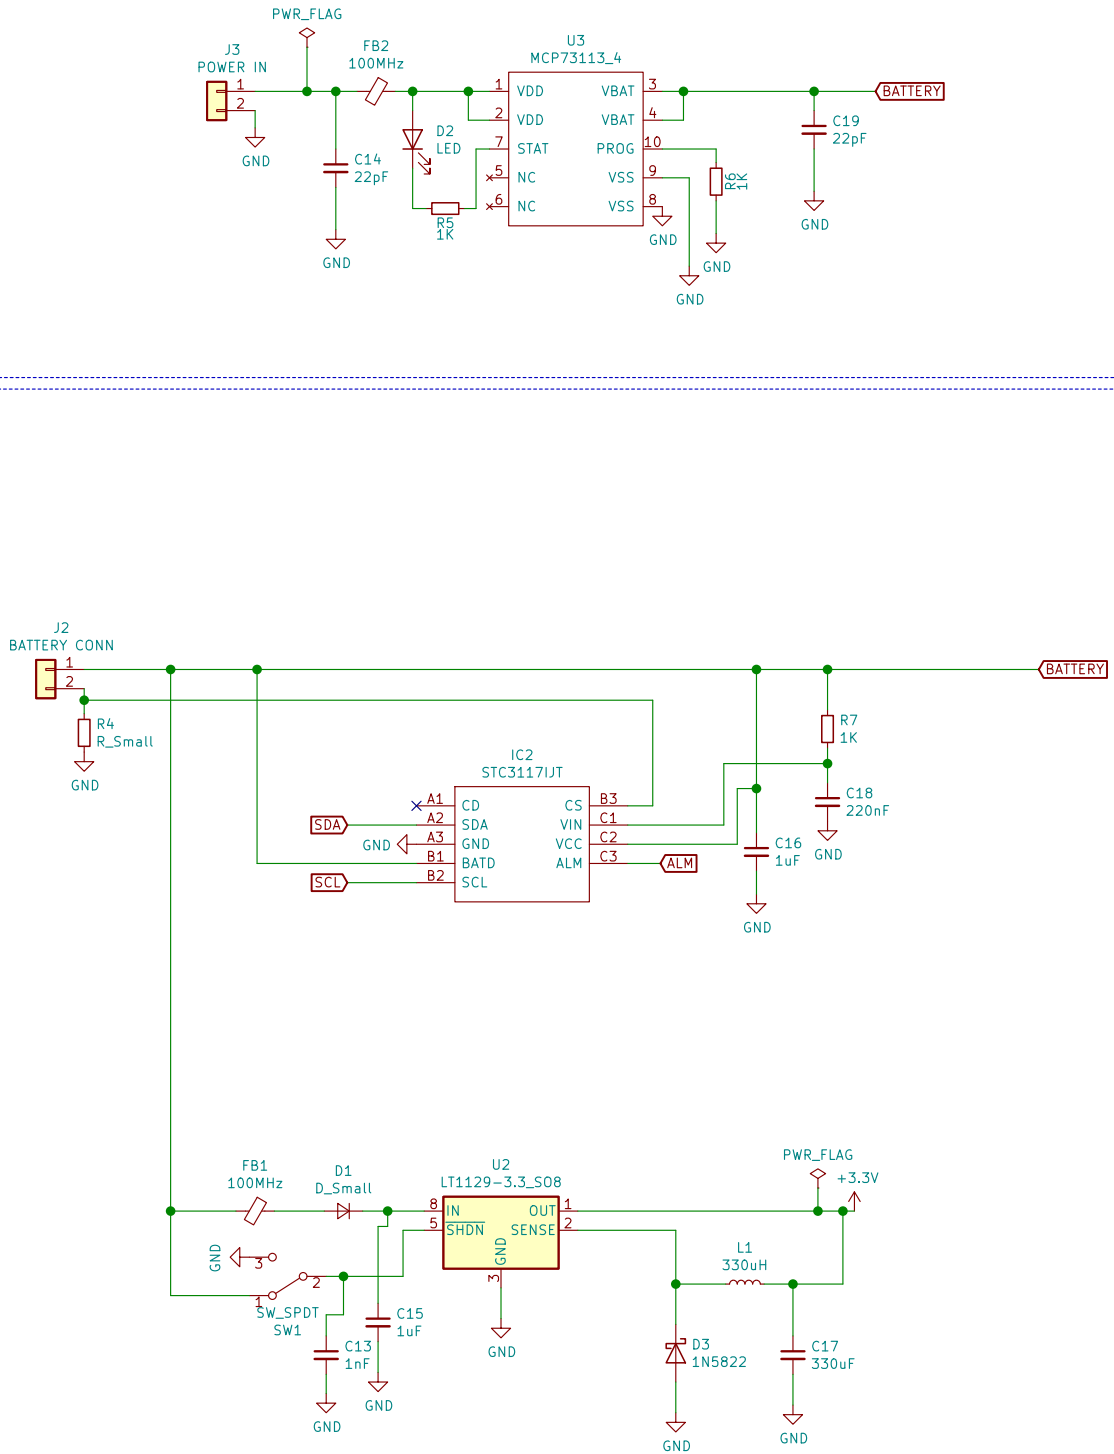 PWR_FLAG
J3
POWER IN
1
2
GND
FB2
100MHz
C14
22pF
GND
D2
LED
R5
1K
U3
MCP73113_4
1 VDD
2 VDD
7 STAT
5 NC
6 NC
VBAT 3
VBAT 4
PROG 10
VSS 9
VSS 8
GND
GND
R6
1K
GND
C19
22pF
GND
BATTERY
J2
BATTERY CONN
1
2
R4
R_Small
GND
BATTERY
IC2
STC3117IJT
A1 CD
A2 SDA
A3 GND
B1 BATD
B2 SCL
CS B3
VIN C1
VCC C2
ALM C3
SDA
GND
SCL
ALM
R7
1K
C18
220nF
GND
C16
1uF
GND
FB1
100MHz
D1
D_Small
GND
3
2
1
SW_SPDT
SW1
C13
1nF
GND
C15
1uF
GND
U2
LT1129-3.3_SO8
8 IN
5 SHDN
OUT 1
SENSE 2
GND
3
GND
PWR_FLAG
+3.3V
L1
330uH
D3
1N5822
GND
C17
330uF
GND